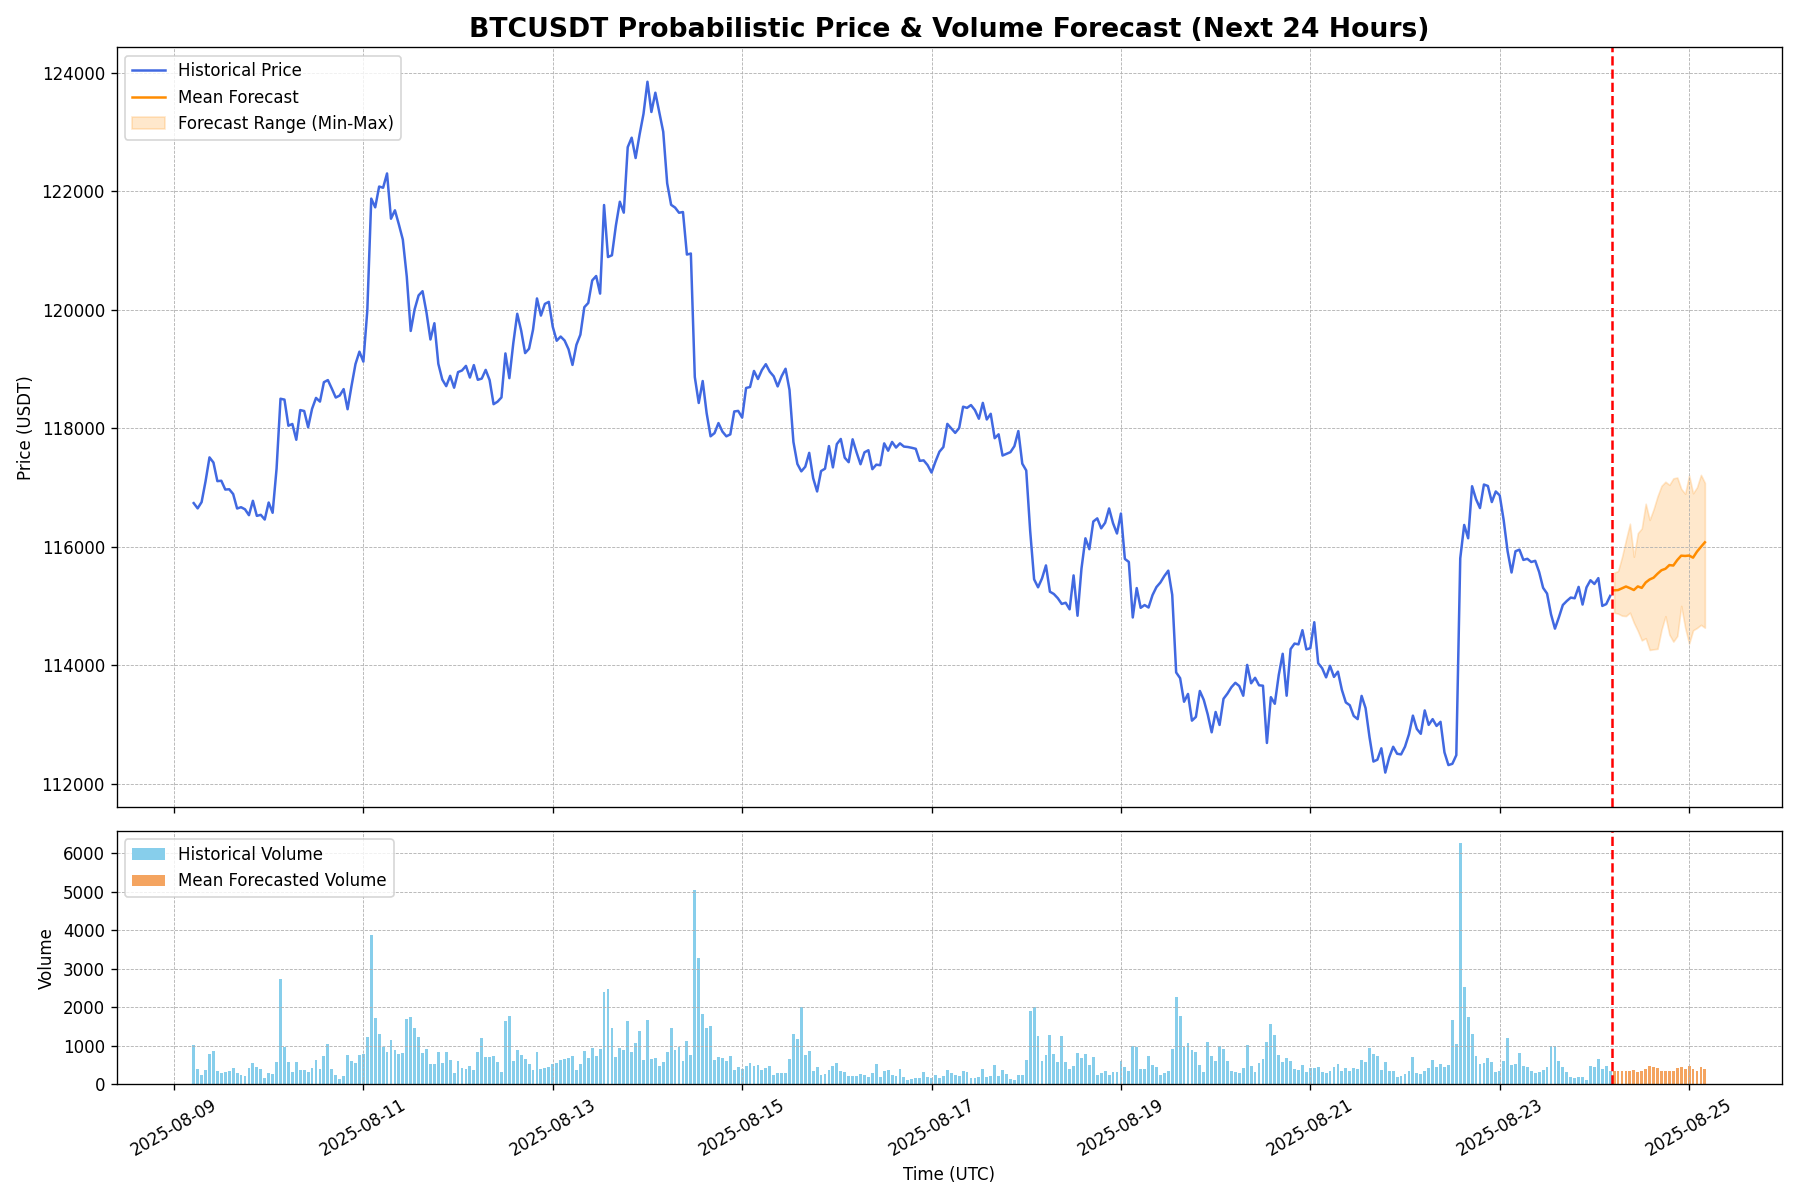 BTCUSDT Probabilistic Price & Volume Forecast (Next 24 Hours)
Historical Price
Mean Forecast
Forecast Range (Min-Max)
124000
122000
120000
118000
116000
114000
112000
Price (USDT)
Historical Volume
Mean Forecasted Volume
6000
5000
4000
3000
2000
1000
0
Volume
2025-08-09
2025-08-11
2025-08-13
2025-08-15
2025-08-17
2025-08-19
2025-08-21
2025-08-23
2025-08-25
Time (UTC)